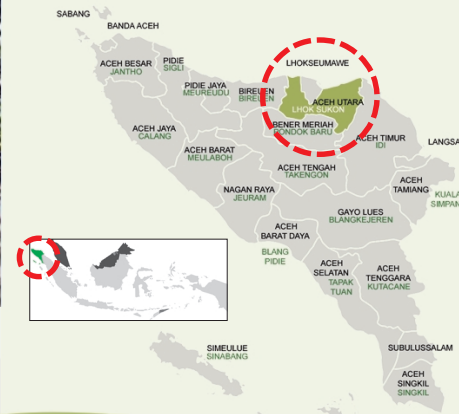 SABANG
BANDA ACEH
ACEH BESAR
JANTHO
PIDIE
SIGLI
LHOKSEUMAWE
PIDIE JAYA
MEUREUDU
BIREUEN
BIREUEN
ACEH UTARA
LHOK SUKON
BENER MERIAH
PONDOK BARU
ACEH JAYA
CALANG
ACEH TIMUR
IDI
LANGSA
ACEH BARAT
MEULABOH
ACEH TENGAH
TAKENGON
ACEH
TAMIANG
KUALA
SIMPAN
NAGAN RAYA
JEURAM
GAYO LUES
BLANGKEJEREN
ACEH
BARAT DAYA
BLANG
PIDIE
ACEH
SELATAN
TAPAK
TUAN
ACEH
TENGGARA
KUTACANE
SIMEULUE
SINABANG
SUBULUSSALAM
ACEH
SINGKIL
SINGKIL